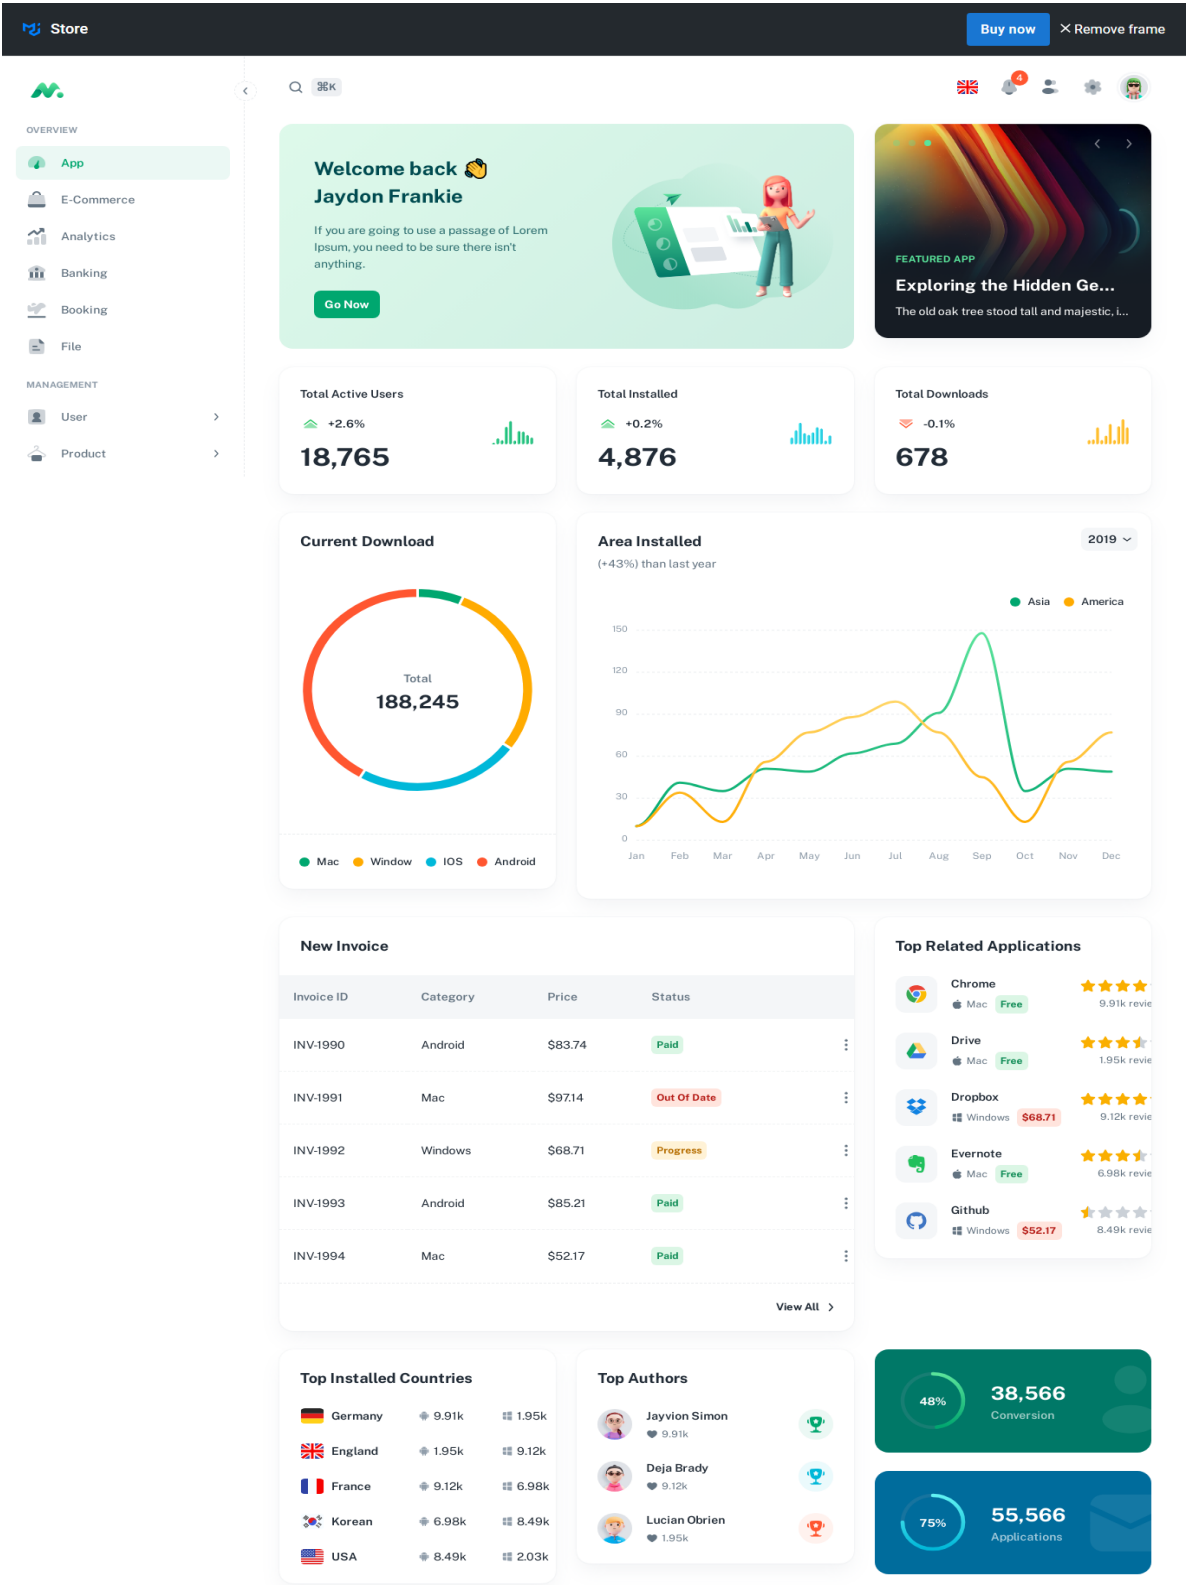 Store
Buy now
Remove frame
⌘K
4
OVERVIEW
App
E-Commerce
Analytics
Banking
Booking
File
MANAGEMENT
User
Product
Welcome back 👋
Jaydon Frankie
If you are going to use a passage of Lorem
Ipsum, you need to be sure there isn't
anything.
Go Now
FEATURED APP
Exploring the Hidden Ge...
The old oak tree stood tall and majestic, i...
Total Active Users
+2.6%
18,765
Total Installed
+0.2%
4,876
Total Downloads
-0.1%
678
Current Download
Total
188,245
Mac Window IOS Android
Area Installed
(+43%) than last year
2019
Asia America
150
120
90
60
30
0
Jan Feb Mar Apr May Jun Jul Aug Sep Oct Nov Dec
New Invoice
Invoice ID Category Price Status
INV-1990 Android $83.74 Paid
INV-1991 Mac $97.14 Out Of Date
INV-1992 Windows $68.71 Progress
INV-1993 Android $85.21 Paid
INV-1994 Mac $52.17 Paid
View All
Top Related Applications
Chrome
Mac Free 9.91k revie
Drive
Mac Free 1.95k revie
Dropbox
Windows $68.71 9.12k revie
Evernote
Mac Free 6.98k revie
Github
Windows $52.17 8.49k revie
Top Installed Countries
Germany 9.91k 1.95k
England 1.95k 9.12k
France 9.12k 6.98k
Korean 6.98k 8.49k
USA 8.49k 2.03k
Top Authors
Jayvion Simon
9.91k
Deja Brady
9.12k
Lucian Obrien
1.95k
48%
38,566
Conversion
75%
55,566
Applications